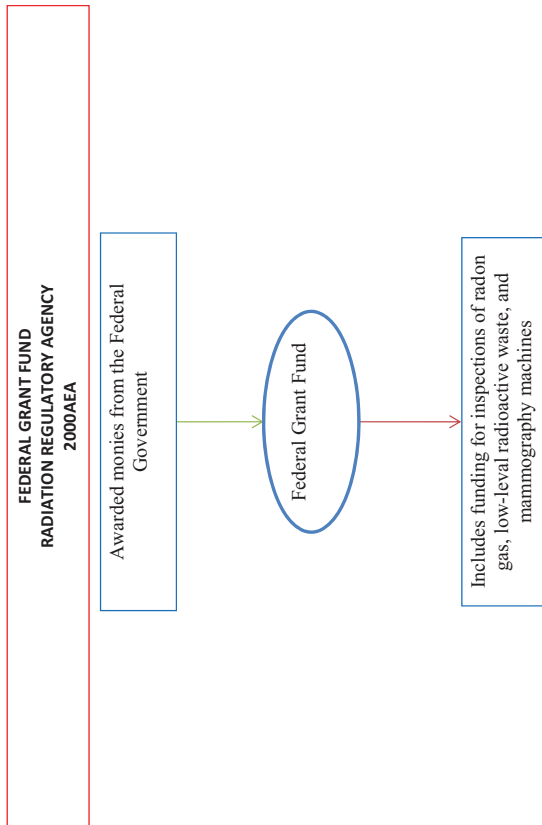 FEDERAL GRANT FUND
RADIATION REGULATORY AGENCY
2000AEA
Awarded monies from the Federal
Government
Federal Grant Fund
Includes funding for inspections of radon
gas, low-leval radioactive waste, and
mammography machines